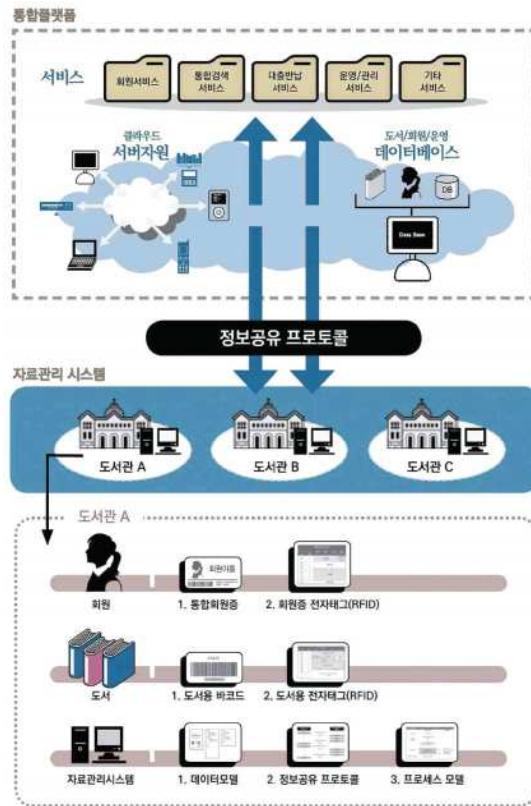 통합플랫폼
서비스
회원서비스
통합검색
서비스
대출반납
서비스
운영/관리
서비스
기타
서비스
클라우드
서버자원
도서/회원/운영
데이터베이스
DB
Data Base
정보공유 프로토콜
자료관리 시스템
도서관 A
도서관 B
도서관 C
도서관 A
회원이름
회원
1. 통합회원증
2. 회원증 전자태그(RFID)
도서
1. 도서용 바코드
2. 도서용 전자태그(RFID)
자료관리시스템
1. 데이터모델
2. 정보공유 프로토콜
3. 프로세스 모델